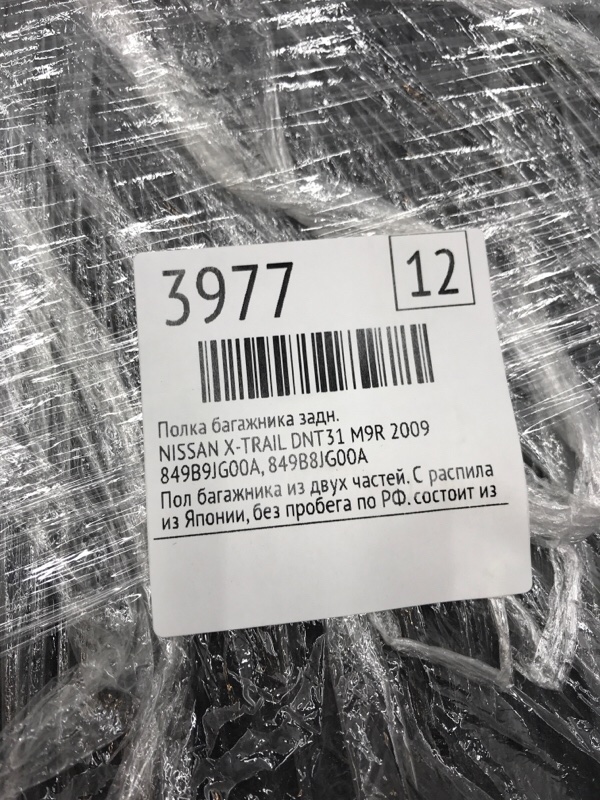 3977
12
Полка багажника задн.
NISSAN X-TRAIL DNT31 M9R 2009
849B9JG00A, 849B8JG00A
Пол багажника из двух частей. С распила
из Японии, без пробега по РФ. состоит из